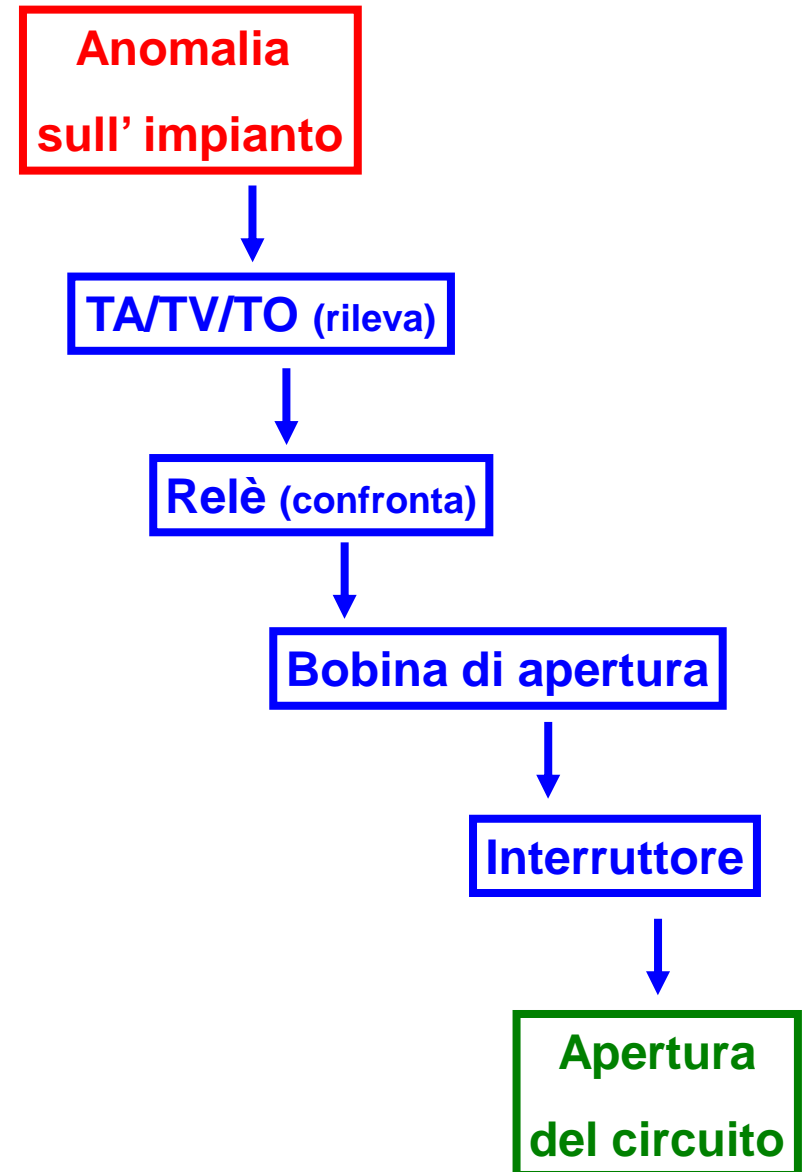 Anomalia
sull’ impianto
TA/TV/TO (rileva)
Relè (confronta)
Bobina di apertura
Interruttore
Apertura
del circuito